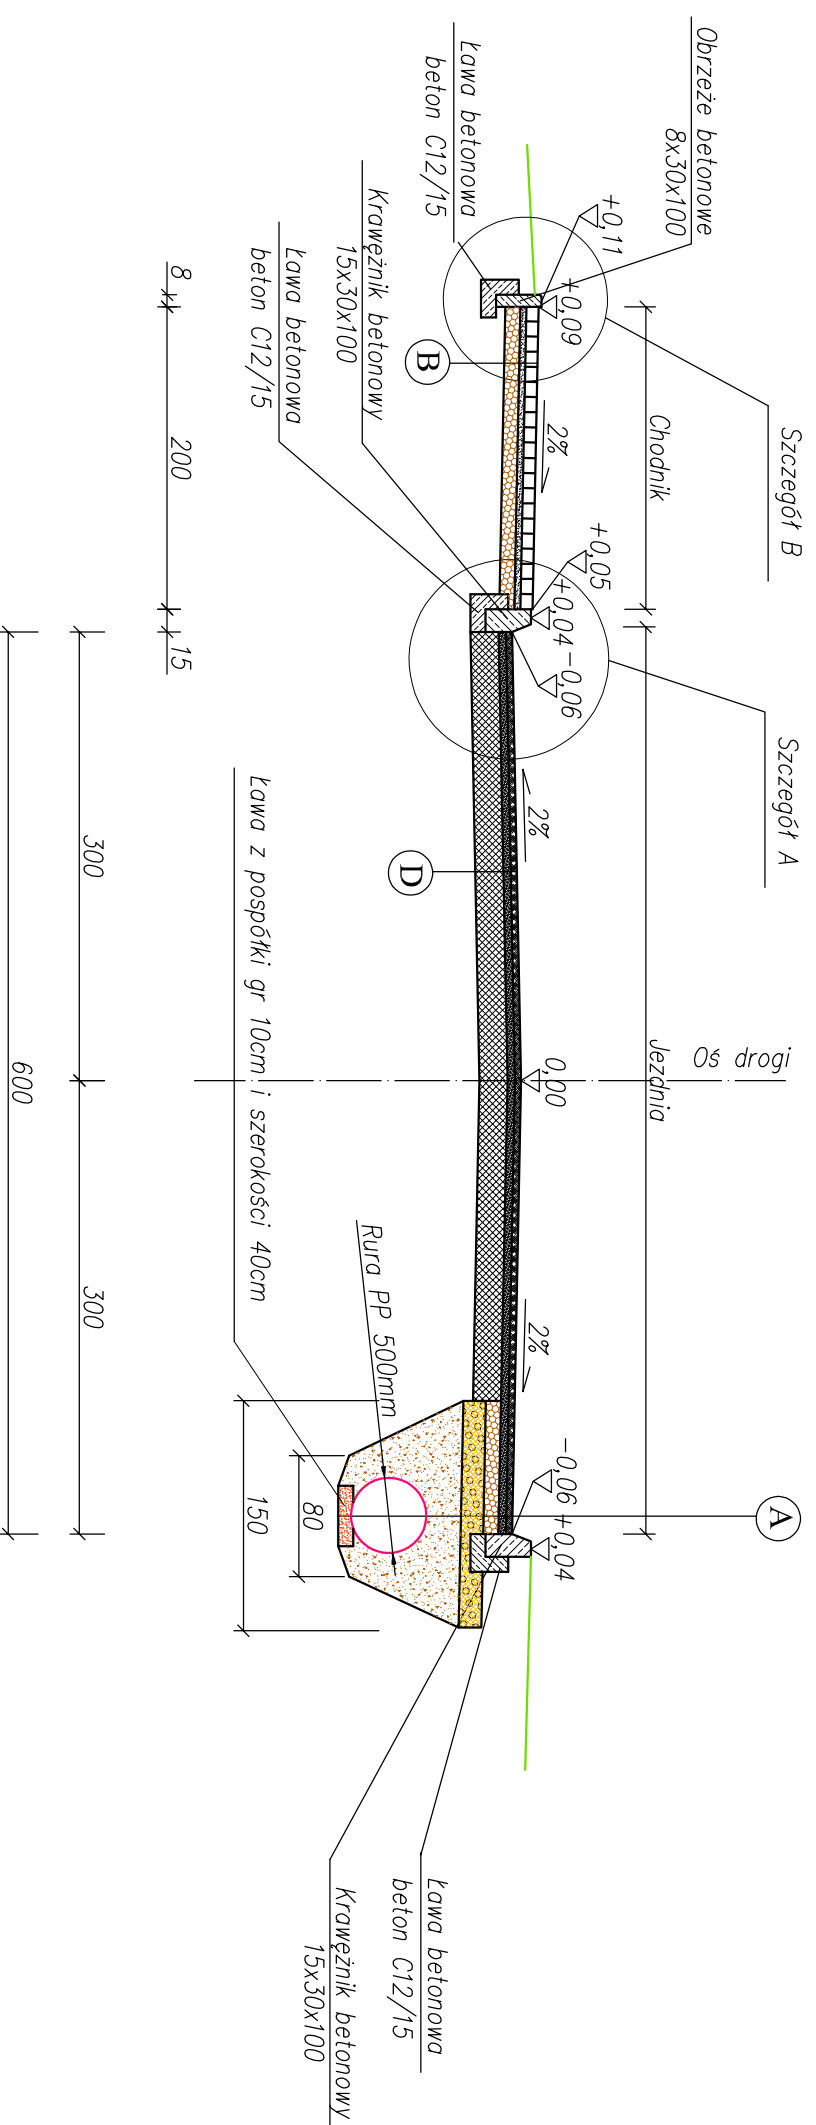 Obrzeże betonowe
8x30x100
Ława betonowa
beton C12/15
Krawężnik betonowy
15x30x100
Ława betonowa
beton C12/15
+0,11
+0,09
B
2%
Chodnik
Szczegół B
+0,05
+0,04
-0,06
Szczegół A
2%
D
Oś drogi
0,00
Jezdnia
2%
-0,06
+0,04
A
Rura PP 500mm
Ława z pospółki gr 10cm i szerokości 40cm
80
150
Ława betonowa
beton C12/15
Krawężnik betonowy
15x30x100
8
200
15
300
300
600